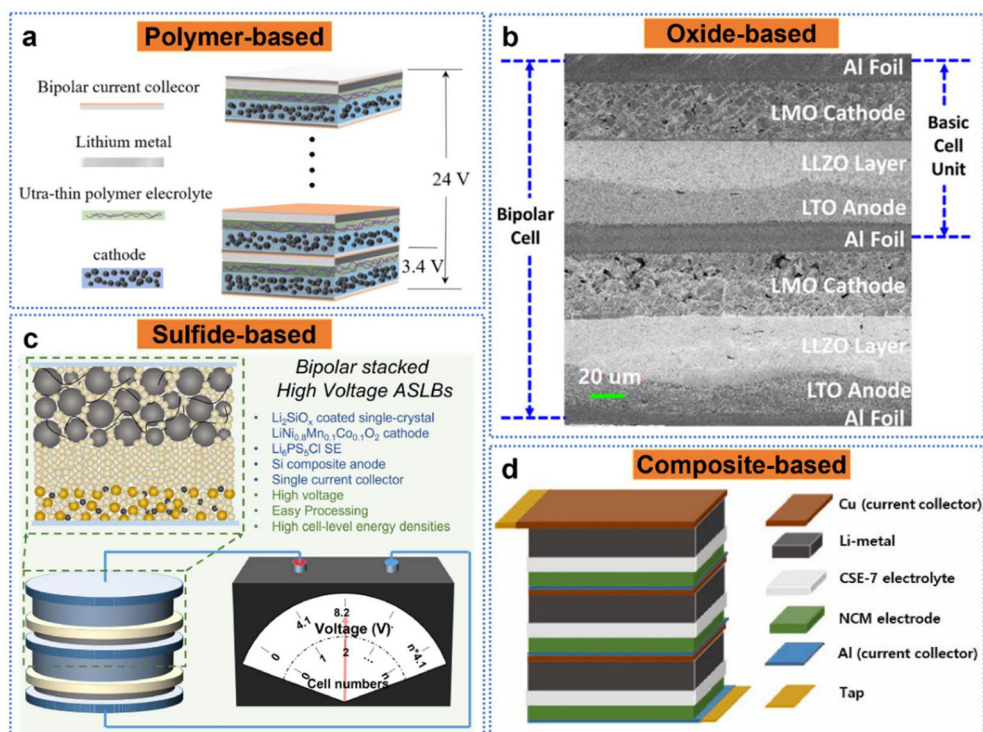 a
Polymer-based
Bipolar current collecor
Lithium metal
Utra-thin polymer elecrolyte
cathode
24 V
3.4 V
b
Oxide-based
Bipolar
Cell
Al Foil
LMO Cathode
LLZO Layer
LTO Anode
Al Foil
LMO Cathode
LLZO Layer
LTO Anode
Al Foil
20 um
Basic
Cell
Unit
c
Sulfide-based
Bipolar stacked
High Voltage ASLBs
• Li₂SiOₓ coated single-crystal
LiNi₀.₈Mn₀.₁Co₀.₁O₂ cathode
• Li₆PS₅Cl SE
• Si composite anode
• Single current collector
• High voltage
• Easy Processing
• High cell-level energy densities
0
4.1
8.2
n*4.1
Voltage (V)
0
1
2
...
n
Cell numbers
d
Composite-based
Cu (current collector)
Li-metal
CSE-7 electrolyte
NCM electrode
Al (current collector)
Tap